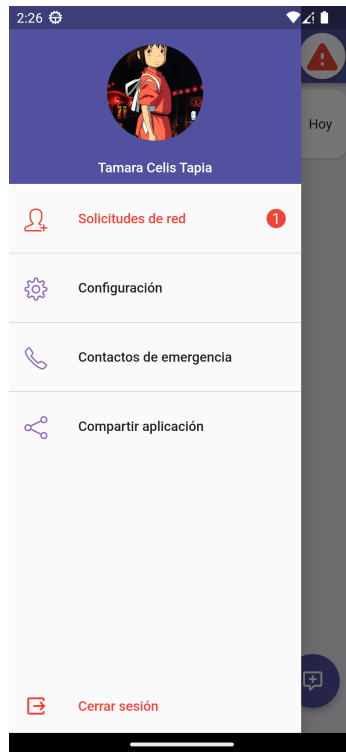 2:26
Tamara Celis Tapia
Hoy
Solicitudes de red
1
Configuración
Contactos de emergencia
Compartir aplicación
Cerrar sesión